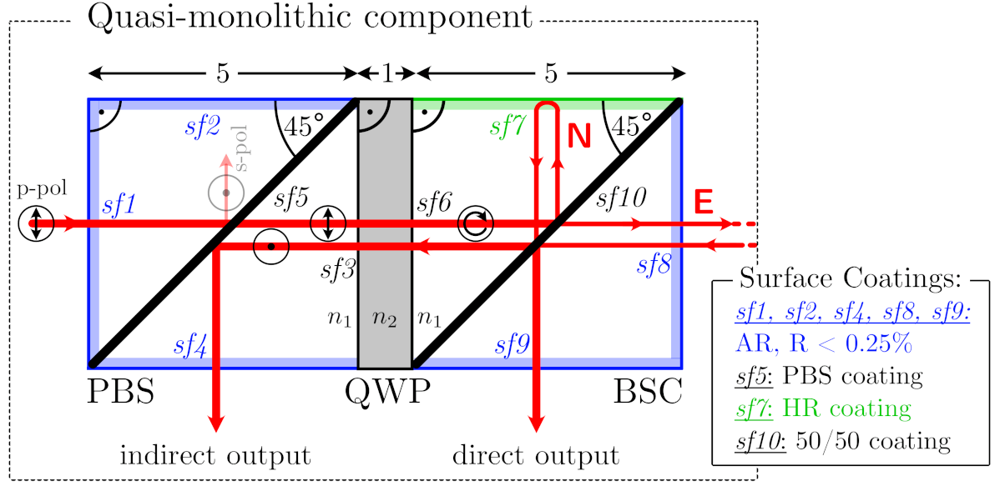 Quasi-monolithic component
5
1
5
sf2
45°
s-pol
sf7
N
45°
p-pol
sf1
sf5
sf6
sf10
E
sf3
sf8
n₁
n₂
n₁
sf4
sf9
PBS
QWP
BSC
indirect output
direct output
Surface Coatings:
sf1, sf2, sf4, sf8, sf9:
AR, R < 0.25%
sf5: PBS coating
sf7: HR coating
sf10: 50/50 coating